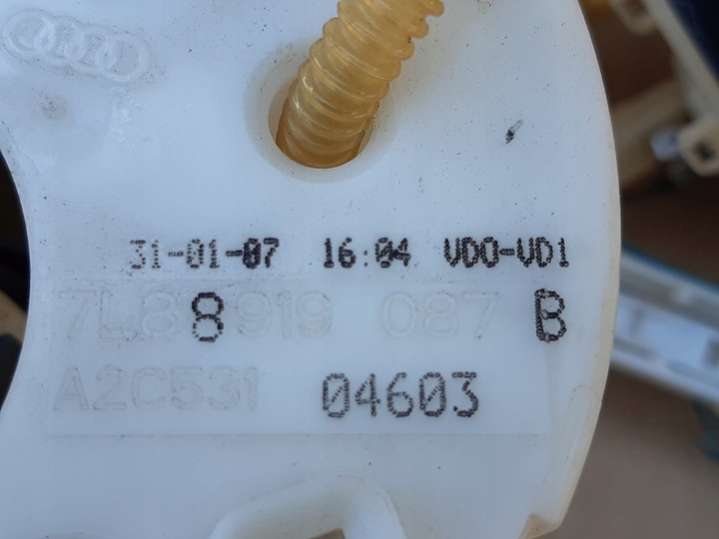 31-01-07 16:04 VDO-VD1
7L8 8 919 087 B
A2C531 04603